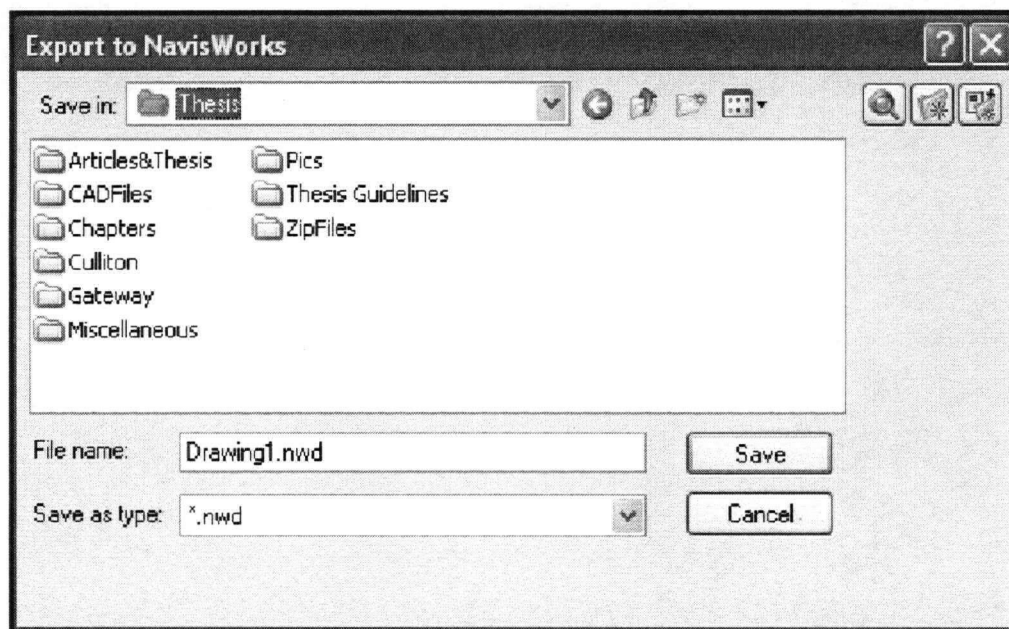 Export to NavisWorks
Save in: Thesis
Articles&Thesis
CADFiles
Chapters
Culliton
Gateway
Miscellaneous
Pics
Thesis Guidelines
ZipFiles
File name: Drawing1.nwd
Save
Save as type: *.nwd
Cancel